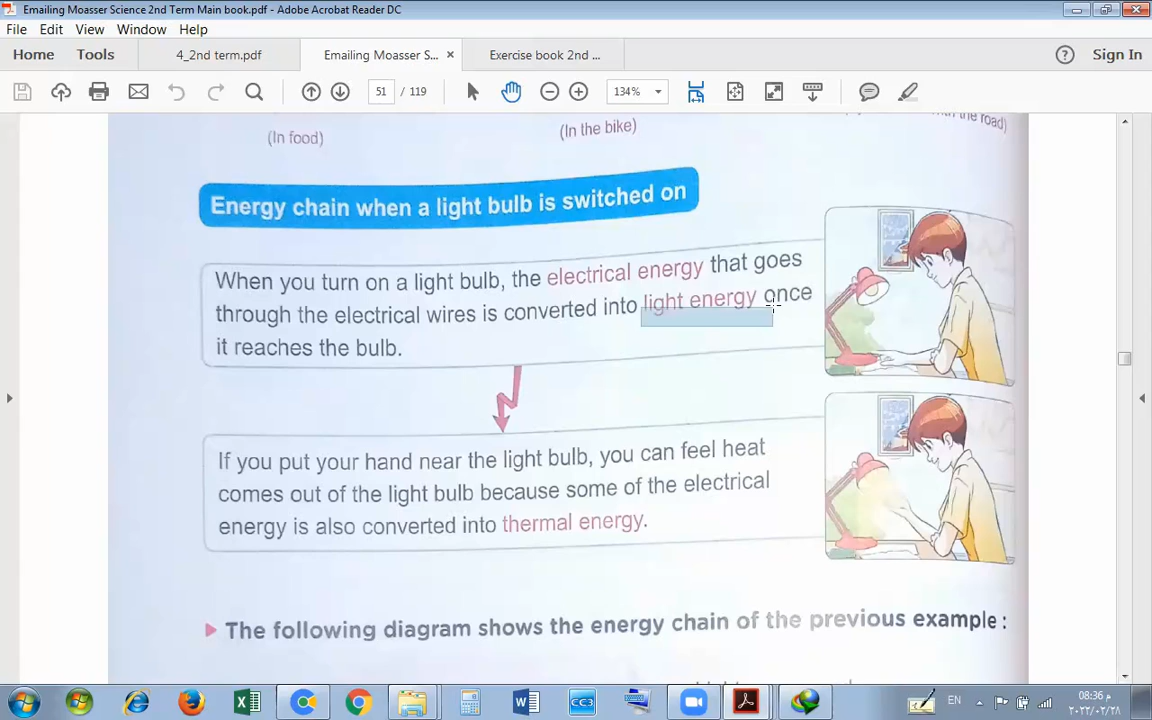 Emailing Moasser Science 2nd Term Main book.pdf - Adobe Acrobat Reader DC
File Edit View Window Help
Home Tools 4_2nd term.pdf Emailing Moasser S... × Exercise book 2nd ... Sign In
51 / 119 134%
the road)
(In food) (In the bike)
Energy chain when a light bulb is switched on
When you turn on a light bulb, the electrical energy that goes
through the electrical wires is converted into light energy once
it reaches the bulb.
If you put your hand near the light bulb, you can feel heat
comes out of the light bulb because some of the electrical
energy is also converted into thermal energy.
The following diagram shows the energy chain of the previous example :
EN 08:36 م
٢٠٢٢/٠٢/٢٨